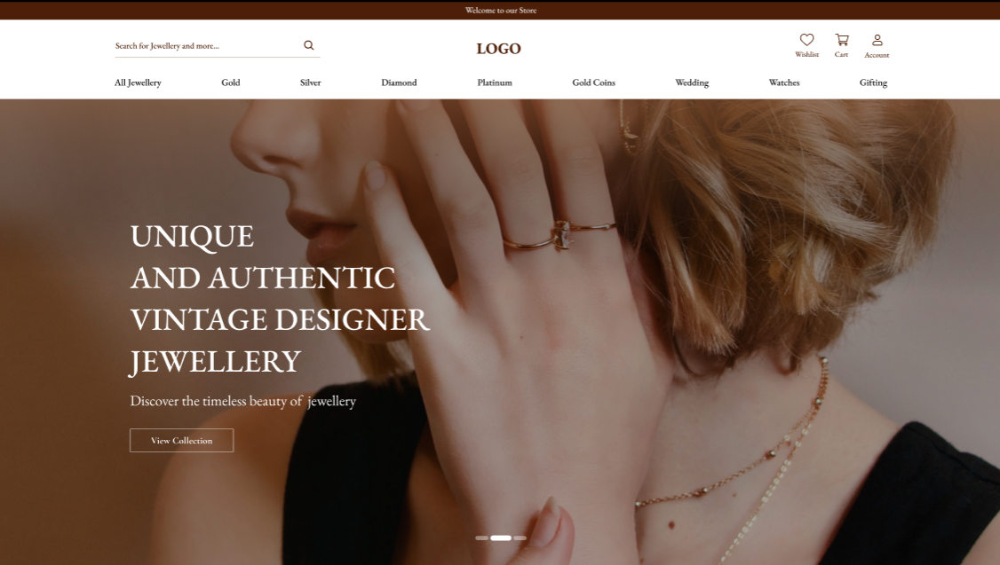 Welcome to our Store
Search for Jewellery and more...
LOGO
Wishlist
Cart
Account
All Jewellery
Gold
Silver
Diamond
Platinum
Gold Coins
Wedding
Watches
Gifting
UNIQUE
AND AUTHENTIC
VINTAGE DESIGNER
JEWELLERY
Discover the timeless beauty of jewellery
View Collection